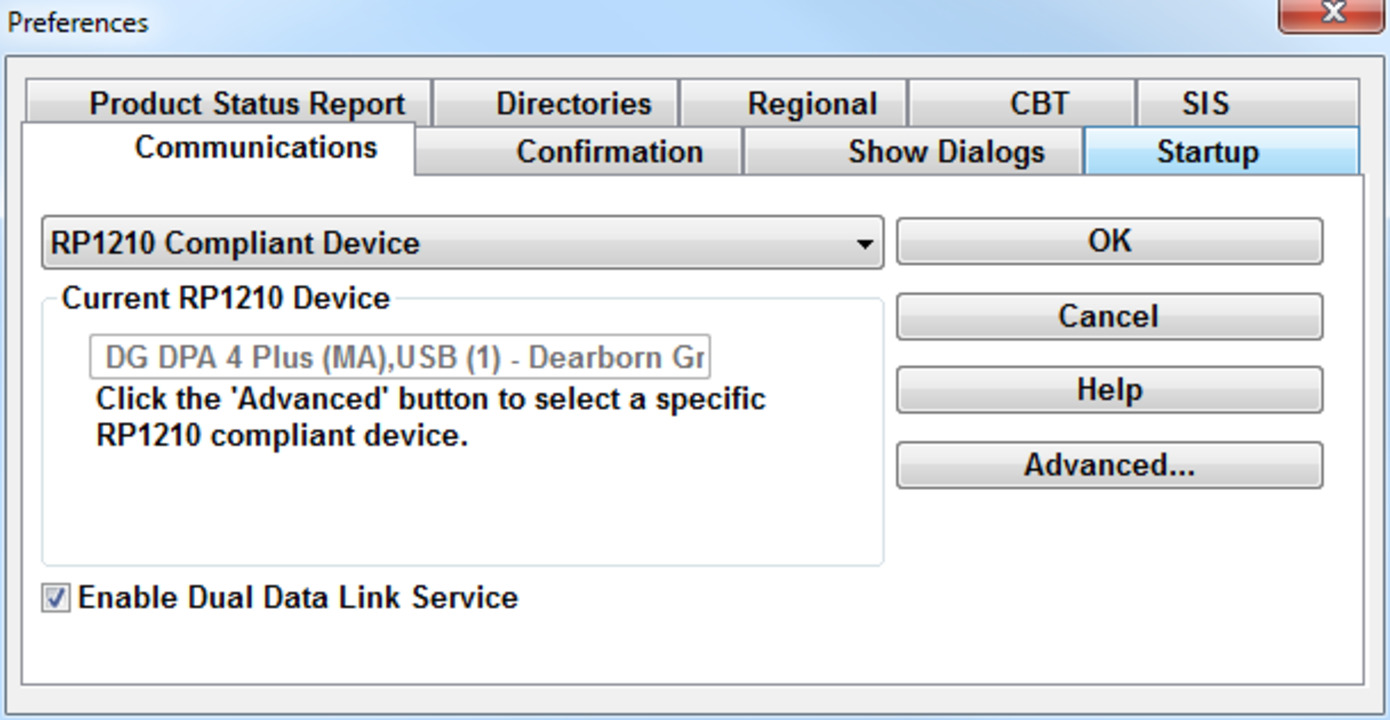 Preferences
Product Status Report Directories Regional CBT SIS
Communications Confirmation Show Dialogs Startup
RP1210 Compliant Device
OK
Current RP1210 Device
Cancel
DG DPA 4 Plus (MA),USB (1) - Dearborn Gr
Click the 'Advanced' button to select a specific
RP1210 compliant device.
Help
Advanced...
Enable Dual Data Link Service